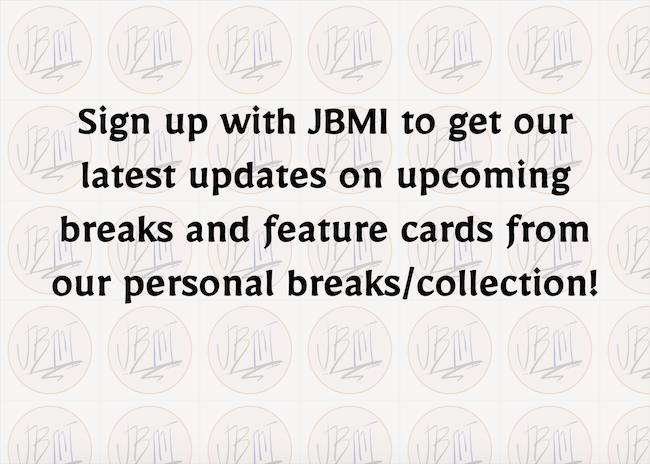 Sign up with JBMI to get our
latest updates on upcoming
breaks and feature cards from
our personal breaks/collection!